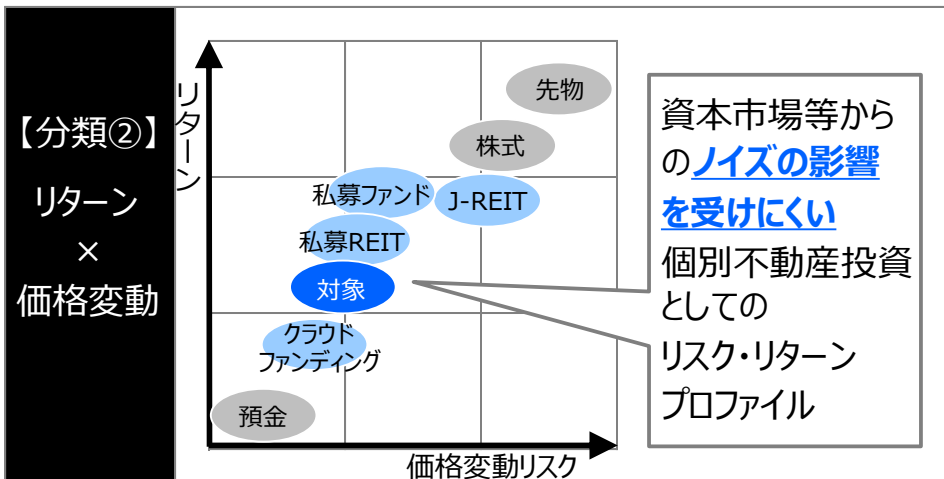 【分類②】
リターン
×
価格変動
リターン
先物
株式
私募ファンド
J-REIT
私募REIT
対象
クラウド
ファンディング
預金
価格変動リスク
資本市場等から
のノイズの影響
を受けにくい
個別不動産投資
としての
リスク・リターン
プロファイル